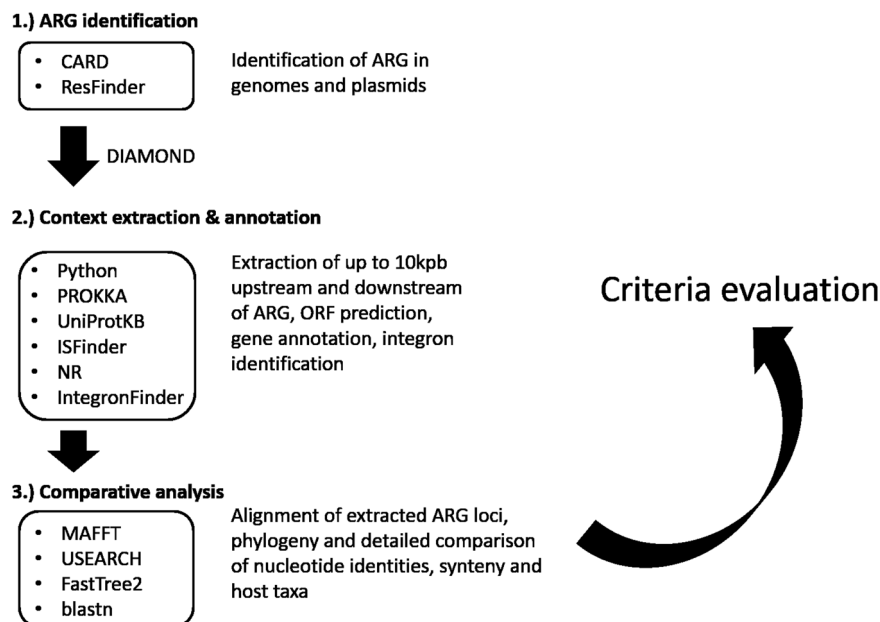 1.) ARG identification
• CARD
• ResFinder
Identification of ARG in
genomes and plasmids
DIAMOND
2.) Context extraction & annotation
• Python
• PROKKA
• UniProtKB
• ISFinder
• NR
• IntegronFinder
Extraction of up to 10kpb
upstream and downstream
of ARG, ORF prediction,
gene annotation, integron
identification
Criteria evaluation
3.) Comparative analysis
• MAFFT
• USEARCH
• FastTree2
• blastn
Alignment of extracted ARG loci,
phylogeny and detailed comparison
of nucleotide identities, synteny and
host taxa